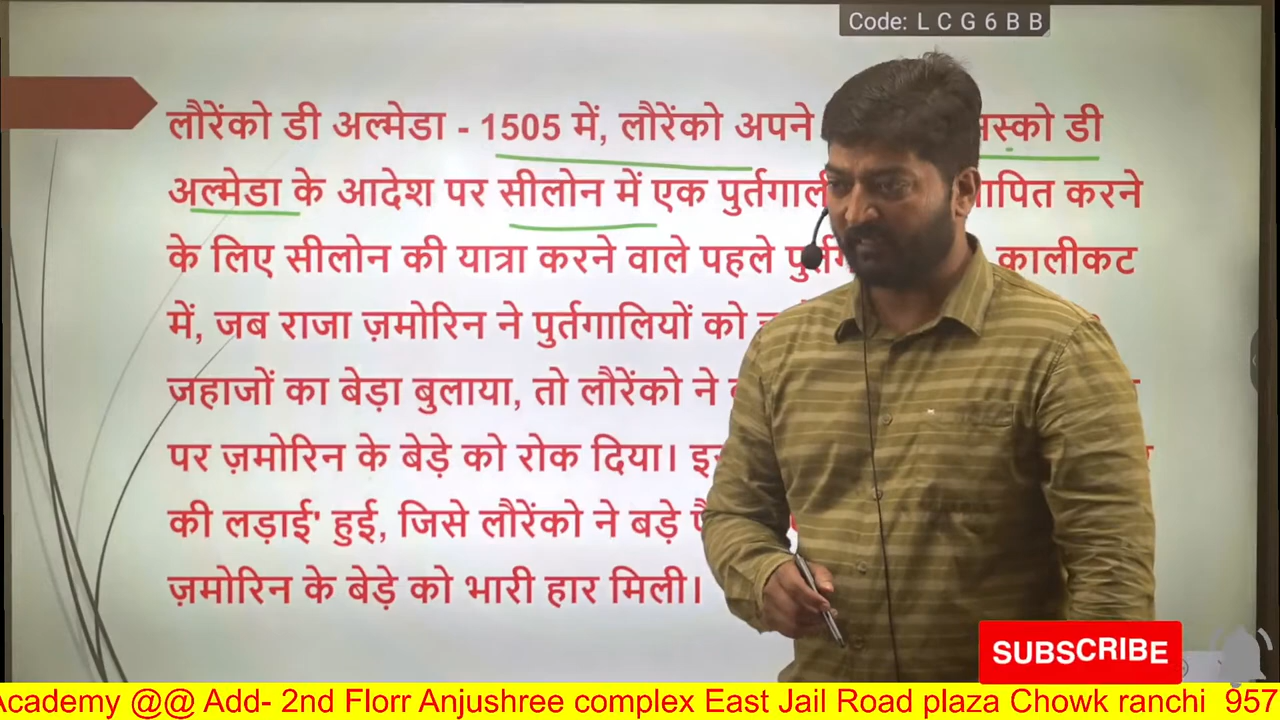 Code: L C G 6 B B
लौरेंको डी अल्मेडा - 1505 में, लौरेंको अपने डी
अल्मेडा के आदेश पर सीलोन में एक करने
के लिए सीलोन की यात्रा करने वाले पहले कालीकट
में, जब राजा ज़मोरिन ने पुर्तगालियों को
जहाजों का बेड़ा बुलाया, तो लौरेंको ने
पर ज़मोरिन के बेड़े को रोक दिया।
की लड़ाई' हुई, जिसे लौरेंको ने बड़े
ज़मोरिन के बेड़े को भारी हार मिली।
SUBSCRIBE
Academy @@ Add- 2nd Florr Anjushree complex East Jail Road plaza Chowk ranchi 957